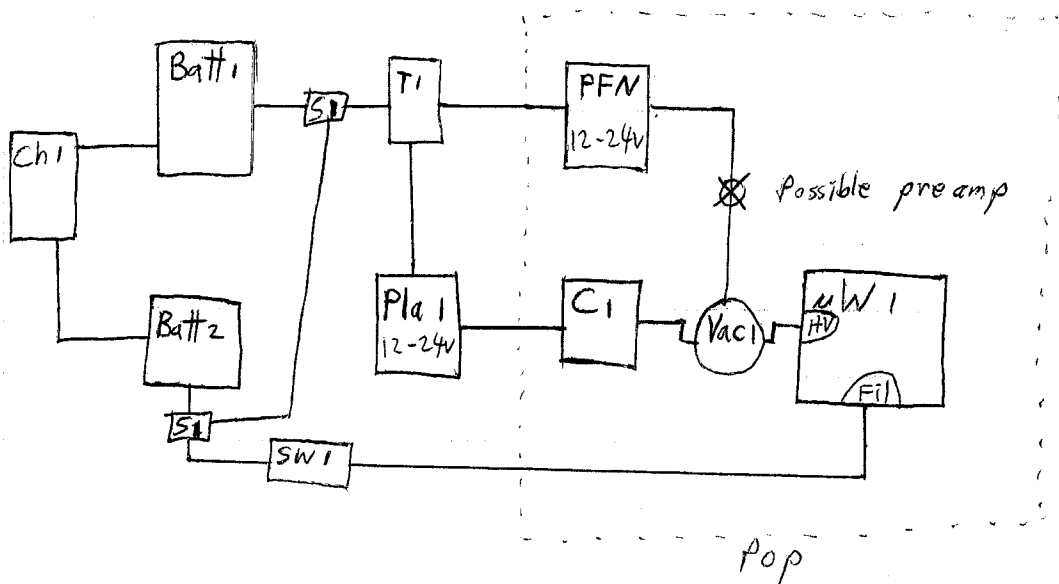 Batt1
S1
T1
PFN
12-24v
Ch1
Possible preamp
Batt2
Pla1
12-24v
C1
Vac1
μW1
HV
Fil
S1
SW1
Pop